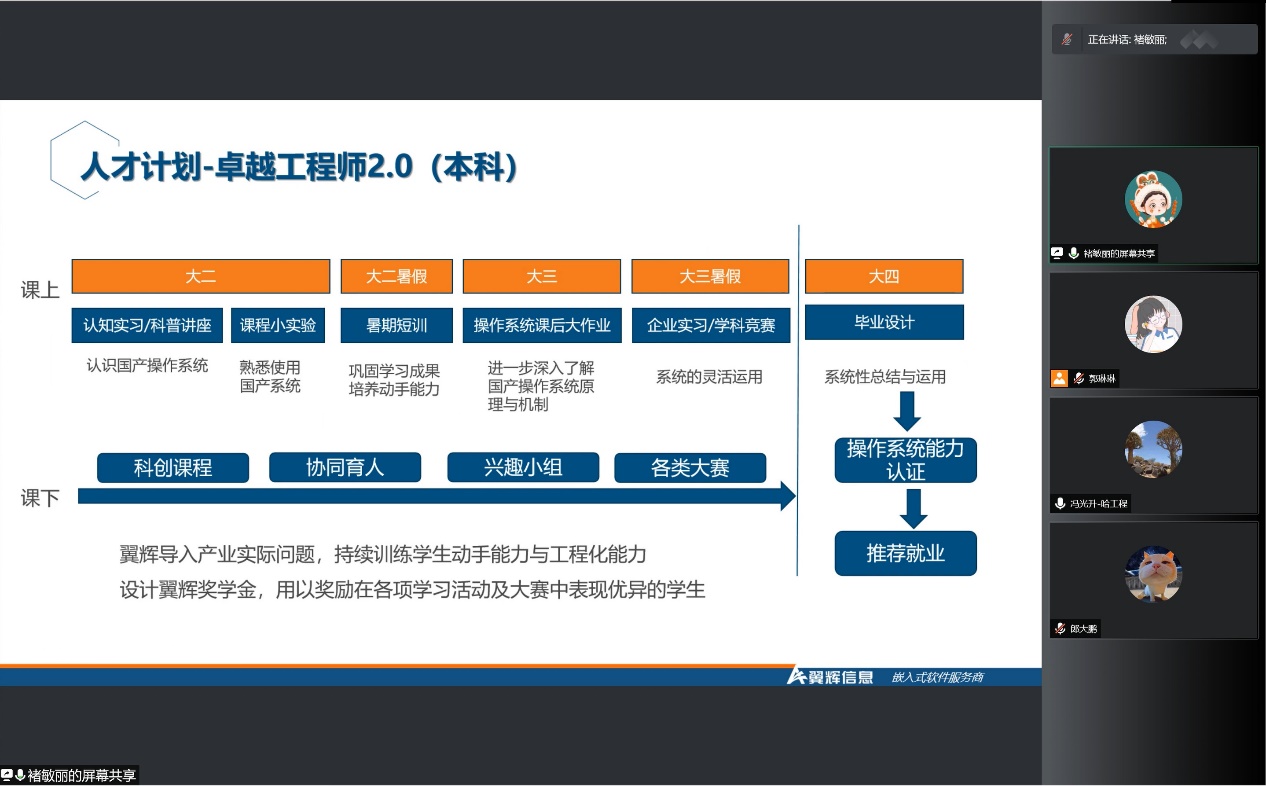 正在讲话: 褚敏丽;
人才计划-卓越工程师2.0（本科）
课上
大二
大二暑假
大三
大三暑假
大四
认知实习/科普讲座
课程小实验
暑期短训
操作系统课后大作业
企业实习/学科竞赛
毕业设计
认识国产操作系统
熟悉使用
国产系统
巩固学习成果
培养动手能力
进一步深入了解
国产操作系统原
理与机制
系统的灵活运用
系统性总结与运用
操作系统能力
认证
推荐就业
科创课程
协同育人
兴趣小组
各类大赛
课下
翼辉导入产业实际问题，持续训练学生动手能力与工程化能力
设计翼辉奖学金，用以奖励在各项学习活动及大赛中表现优异的学生
翼辉信息
嵌入式软件服务商
褚敏丽的屏幕共享
郭琳琳
冯光升-哈工程
郎大鹏
褚敏丽的屏幕共享